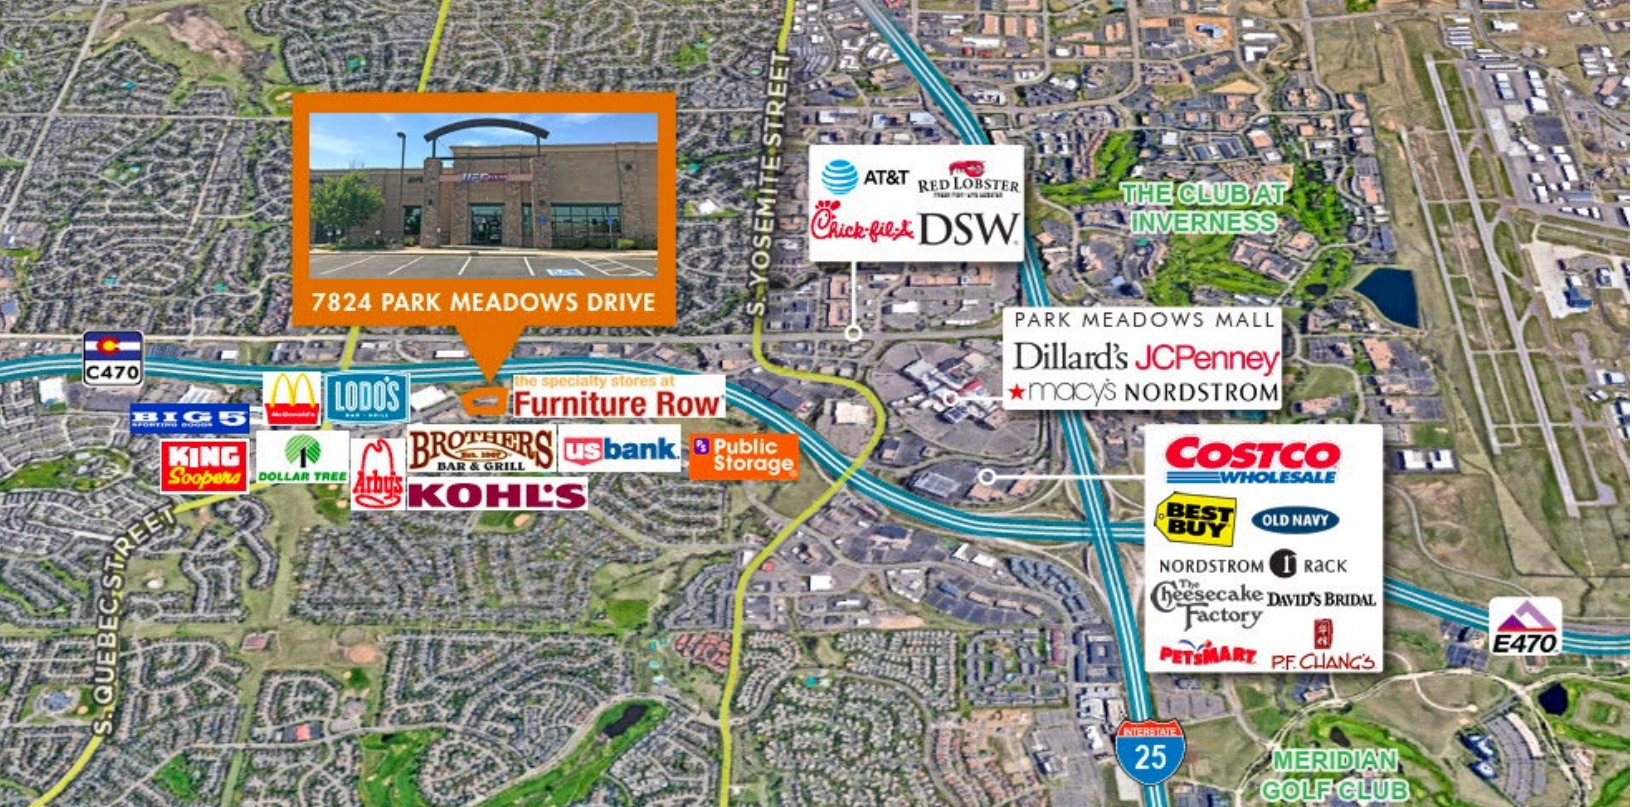 7824 PARK MEADOWS DRIVE
S. YOSEMITE STREET
AT&T
RED LOBSTER
Chick-fil-A
DSW
THE CLUB AT
INVERNESS
PARK MEADOWS MALL
Dillard's JCPenney
macy's NORDSTROM
C470
McDonald's
LODO'S
BAR & GRILL
the specialty stores at
Furniture Row
BIG 5
SPORTING GOODS
KING
Soopers
DOLLAR TREE
Arby's
BROTHERS
Est. 1967
BAR & GRILL
usbank
PS Public
Storage
KOHL'S
S. QUEBEC STREET
COSTCO
WHOLESALE
BEST
BUY
OLD NAVY
NORDSTROM rack
The
Cheesecake
Factory
DAVID'S BRIDAL
PETSMART
P.F. CHANG'S
E470
INTERSTATE
25
MERIDIAN
GOLF CLUB